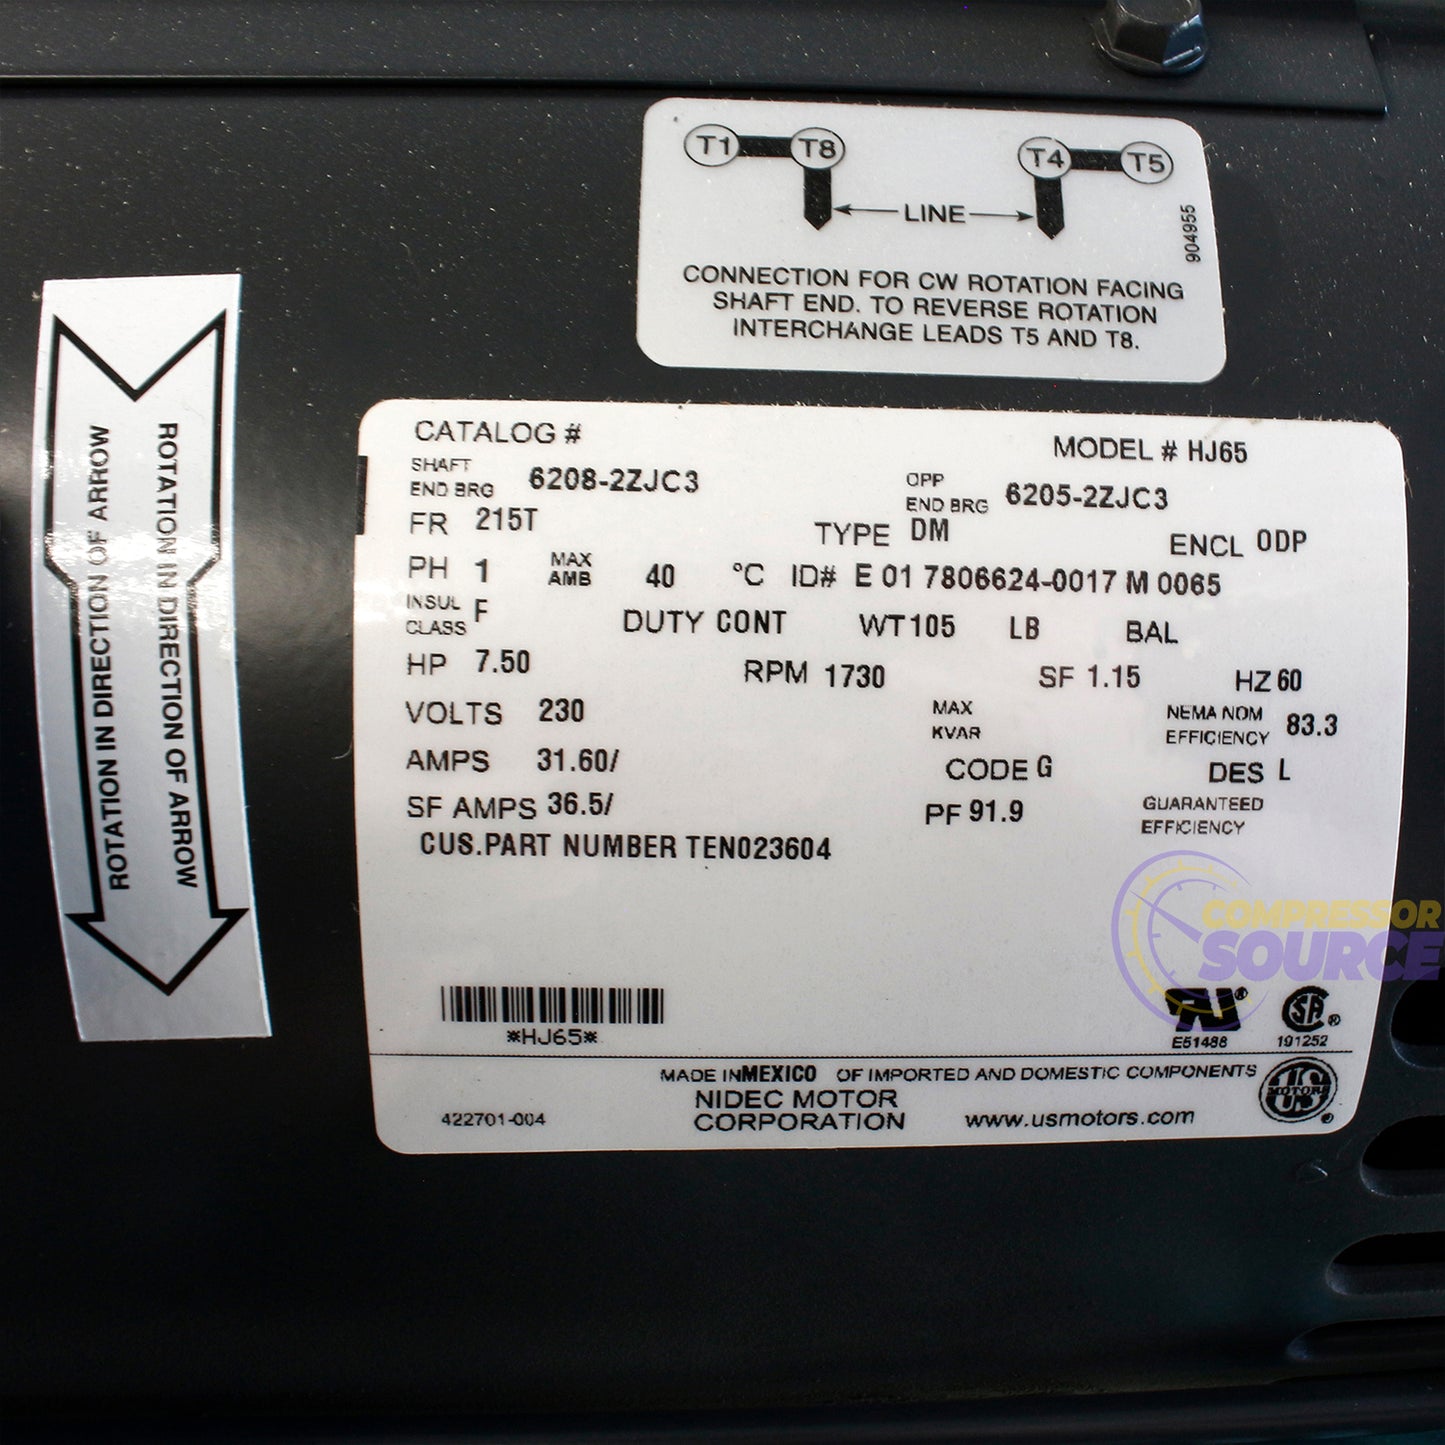 T1 T8 T4 T5
LINE
904955
CONNECTION FOR CW ROTATION FACING
SHAFT END. TO REVERSE ROTATION
INTERCHANGE LEADS T5 AND T8.
ROTATION IN DIRECTION OF ARROW
ROTATION IN DIRECTION OF ARROW
CATALOG # MODEL # HJ65
SHAFT END BRG 6208-2ZJC3 OPP END BRG 6205-2ZJC3
FR 215T TYPE DM ENCL ODP
PH 1 MAX AMB 40 °C ID# E 01 7806624-0017 M 0065
INSUL CLASS F DUTY CONT WT 105 LB BAL
HP 7.50 RPM 1730 SF 1.15 HZ 60
VOLTS 230 MAX KVAR NEMA NOM EFFICIENCY 83.3
AMPS 31.60/ CODE G DES L
SF AMPS 36.5/ PF 91.9 GUARANTEED EFFICIENCY
CUS.PART NUMBER TEN023604
COMPRESSOR
SOURCE
*HJ65*
UR ® E51488
SA ® 191252
MADE IN MEXICO OF IMPORTED AND DOMESTIC COMPONENTS
422701-004
NIDEC MOTOR
CORPORATION
www.usmotors.com
US MOTORS ®